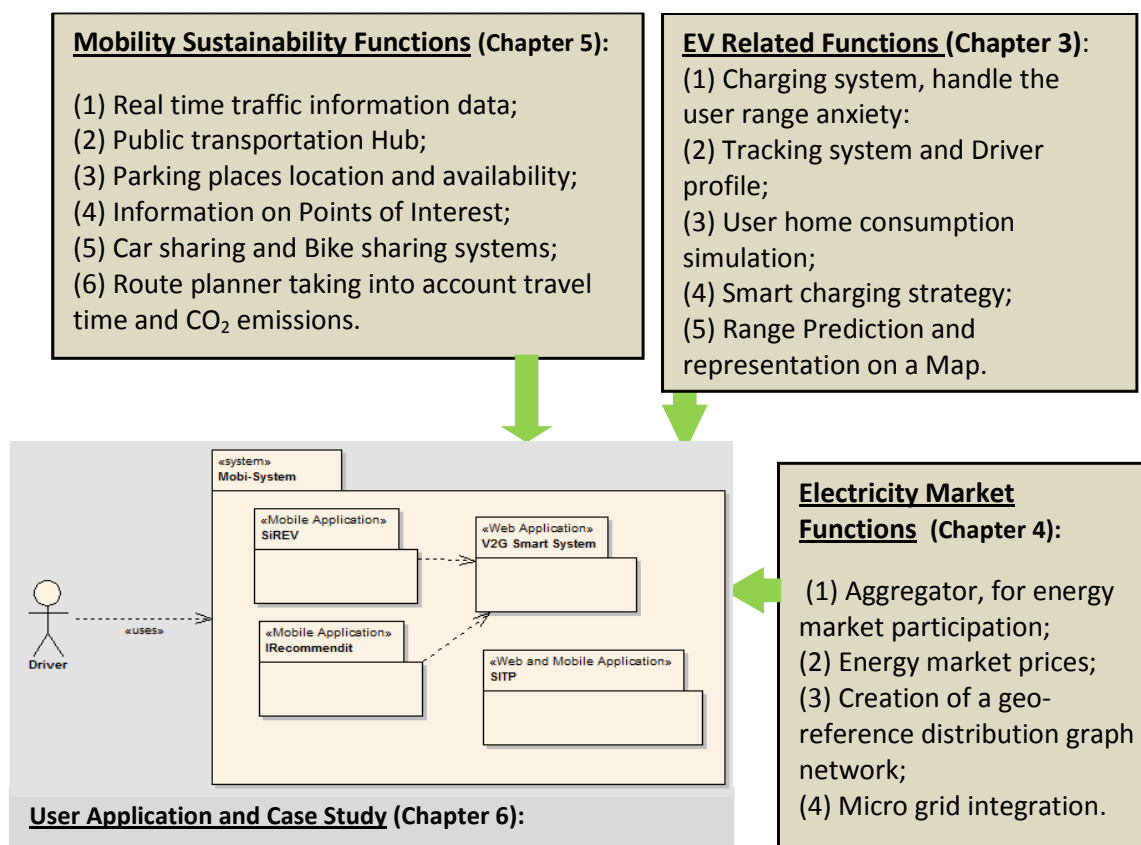 Mobility Sustainability Functions (Chapter 5):
(1) Real time traffic information data;
(2) Public transportation Hub;
(3) Parking places location and availability;
(4) Information on Points of Interest;
(5) Car sharing and Bike sharing systems;
(6) Route planner taking into account travel
time and CO₂ emissions.
EV Related Functions (Chapter 3):
(1) Charging system, handle the
user range anxiety:
(2) Tracking system and Driver
profile;
(3) User home consumption
simulation;
(4) Smart charging strategy;
(5) Range Prediction and
representation on a Map.
«system»
Mobi-System
«Mobile Application»
SiREV
«Web Application»
V2G Smart System
«Mobile Application»
IRecommendit
«Web and Mobile Application»
SITP
«uses»
Driver
User Application and Case Study (Chapter 6):
Electricity Market
Functions (Chapter 4):
(1) Aggregator, for energy
market participation;
(2) Energy market prices;
(3) Creation of a geo-
reference distribution graph
network;
(4) Micro grid integration.